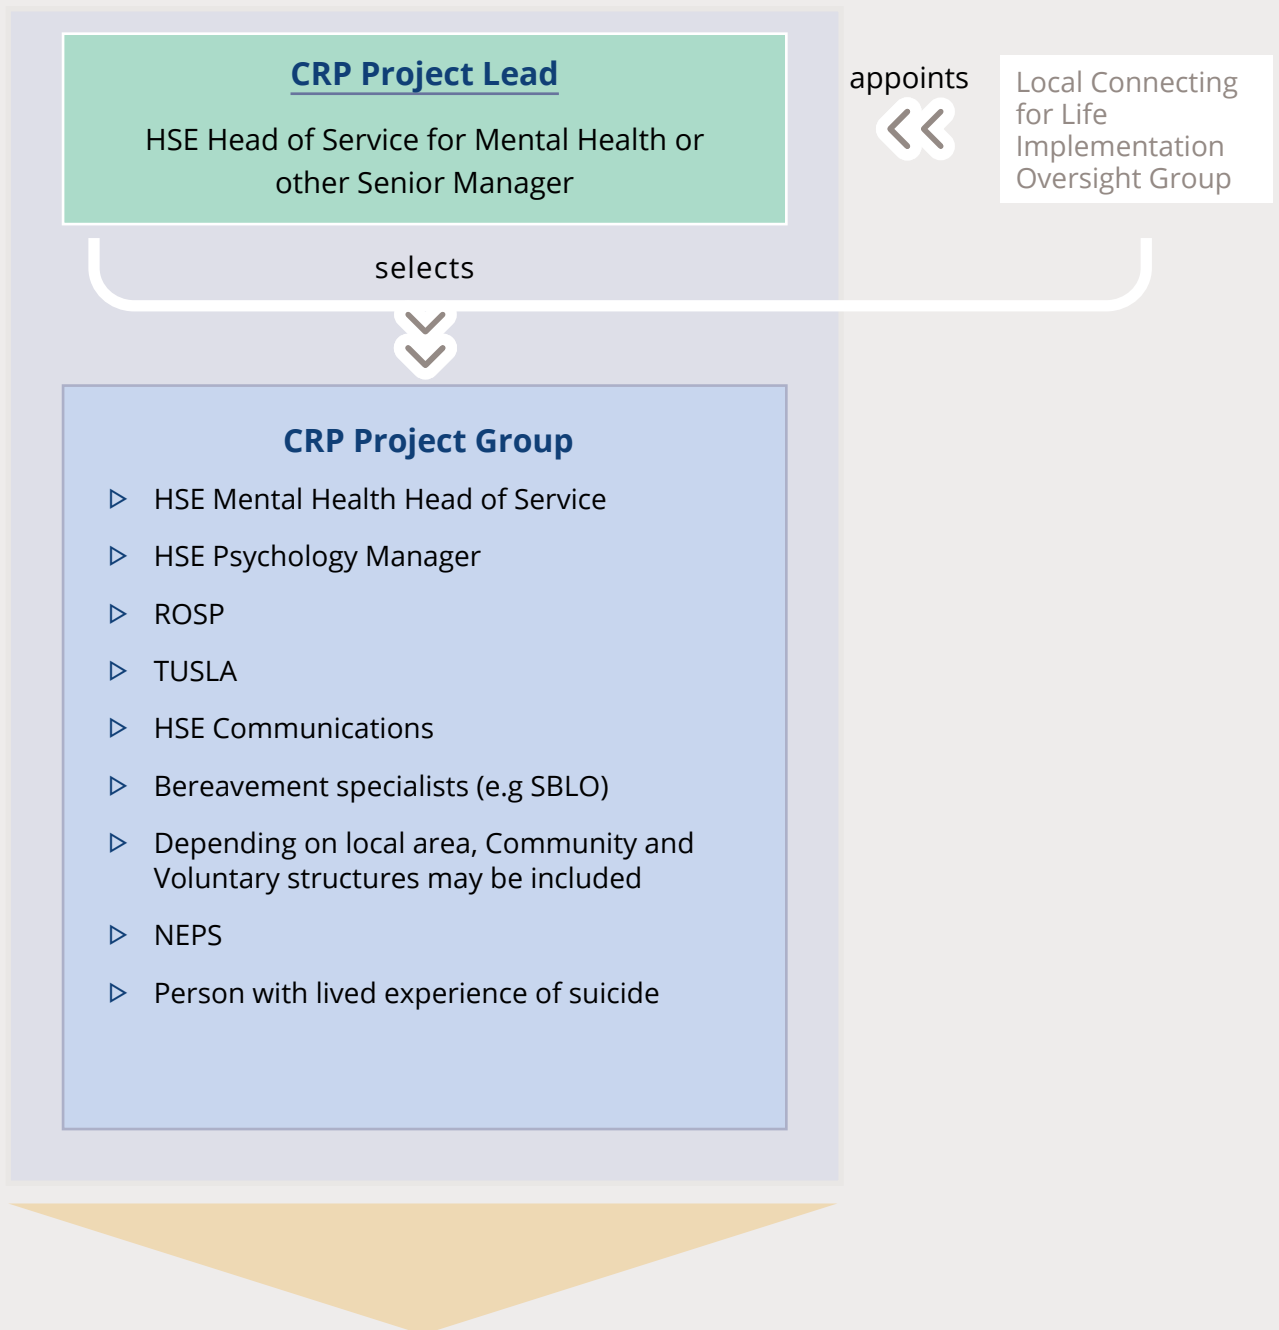 CRP Project Lead
HSE Head of Service for Mental Health or
other Senior Manager
appoints
Local Connecting
for Life
Implementation
Oversight Group
selects
CRP Project Group
HSE Mental Health Head of Service
HSE Psychology Manager
ROSP
TUSLA
HSE Communications
Bereavement specialists (e.g SBLO)
Depending on local area, Community and
Voluntary structures may be included
NEPS
Person with lived experience of suicide